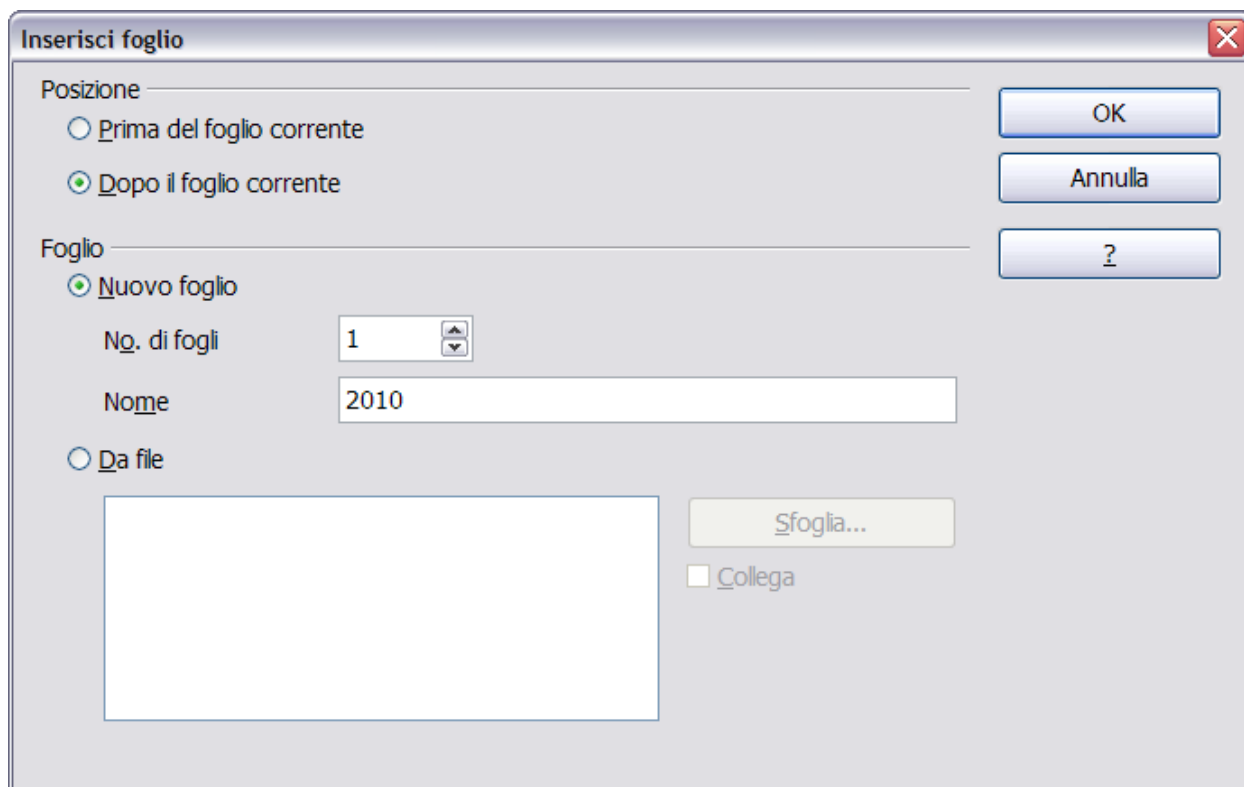 Inserisci foglio
Posizione
Prima del foglio corrente
Dopo il foglio corrente
OK
Annulla
?
Foglio
Nuovo foglio
No. di fogli 1
Nome 2010
Da file
Sfoglia...
Collega